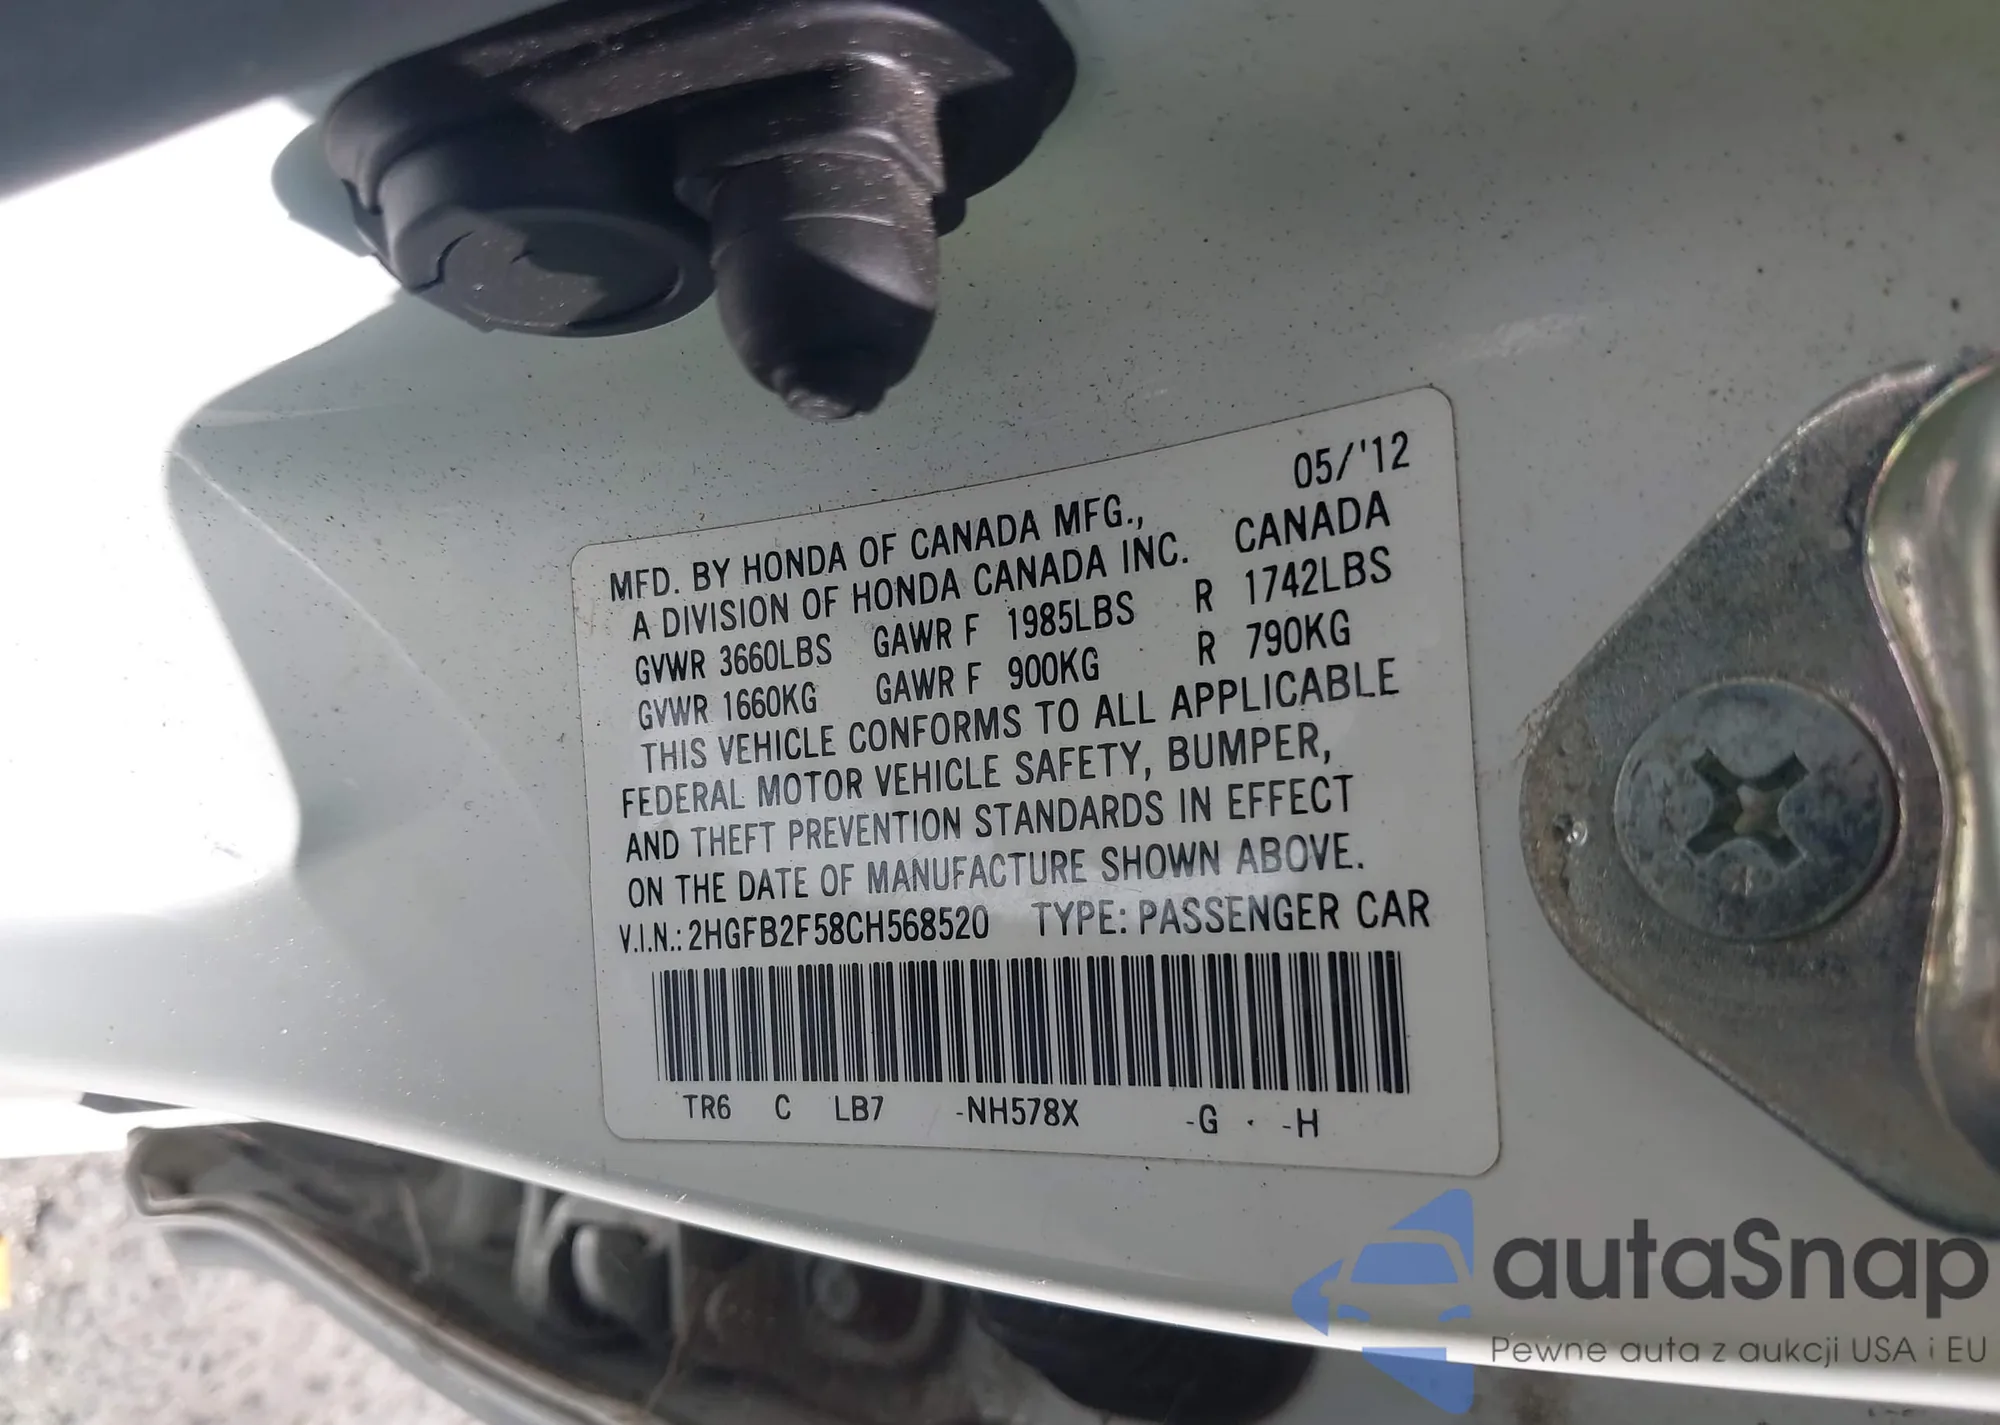 05/'12
MFD. BY HONDA OF CANADA MFG.,
A DIVISION OF HONDA CANADA INC. CANADA
GVWR 3660LBS GAWR F 1985LBS R 1742LBS
GVWR 1660KG GAWR F 900KG R 790KG
THIS VEHICLE CONFORMS TO ALL APPLICABLE
FEDERAL MOTOR VEHICLE SAFETY, BUMPER,
AND THEFT PREVENTION STANDARDS IN EFFECT
ON THE DATE OF MANUFACTURE SHOWN ABOVE.
V.I.N.: 2HGFB2F58CH568520 TYPE: PASSENGER CAR
TR6 C LB7 -NH578X -G · -H
autaSnap
Pewne auta z aukcji USA i EU